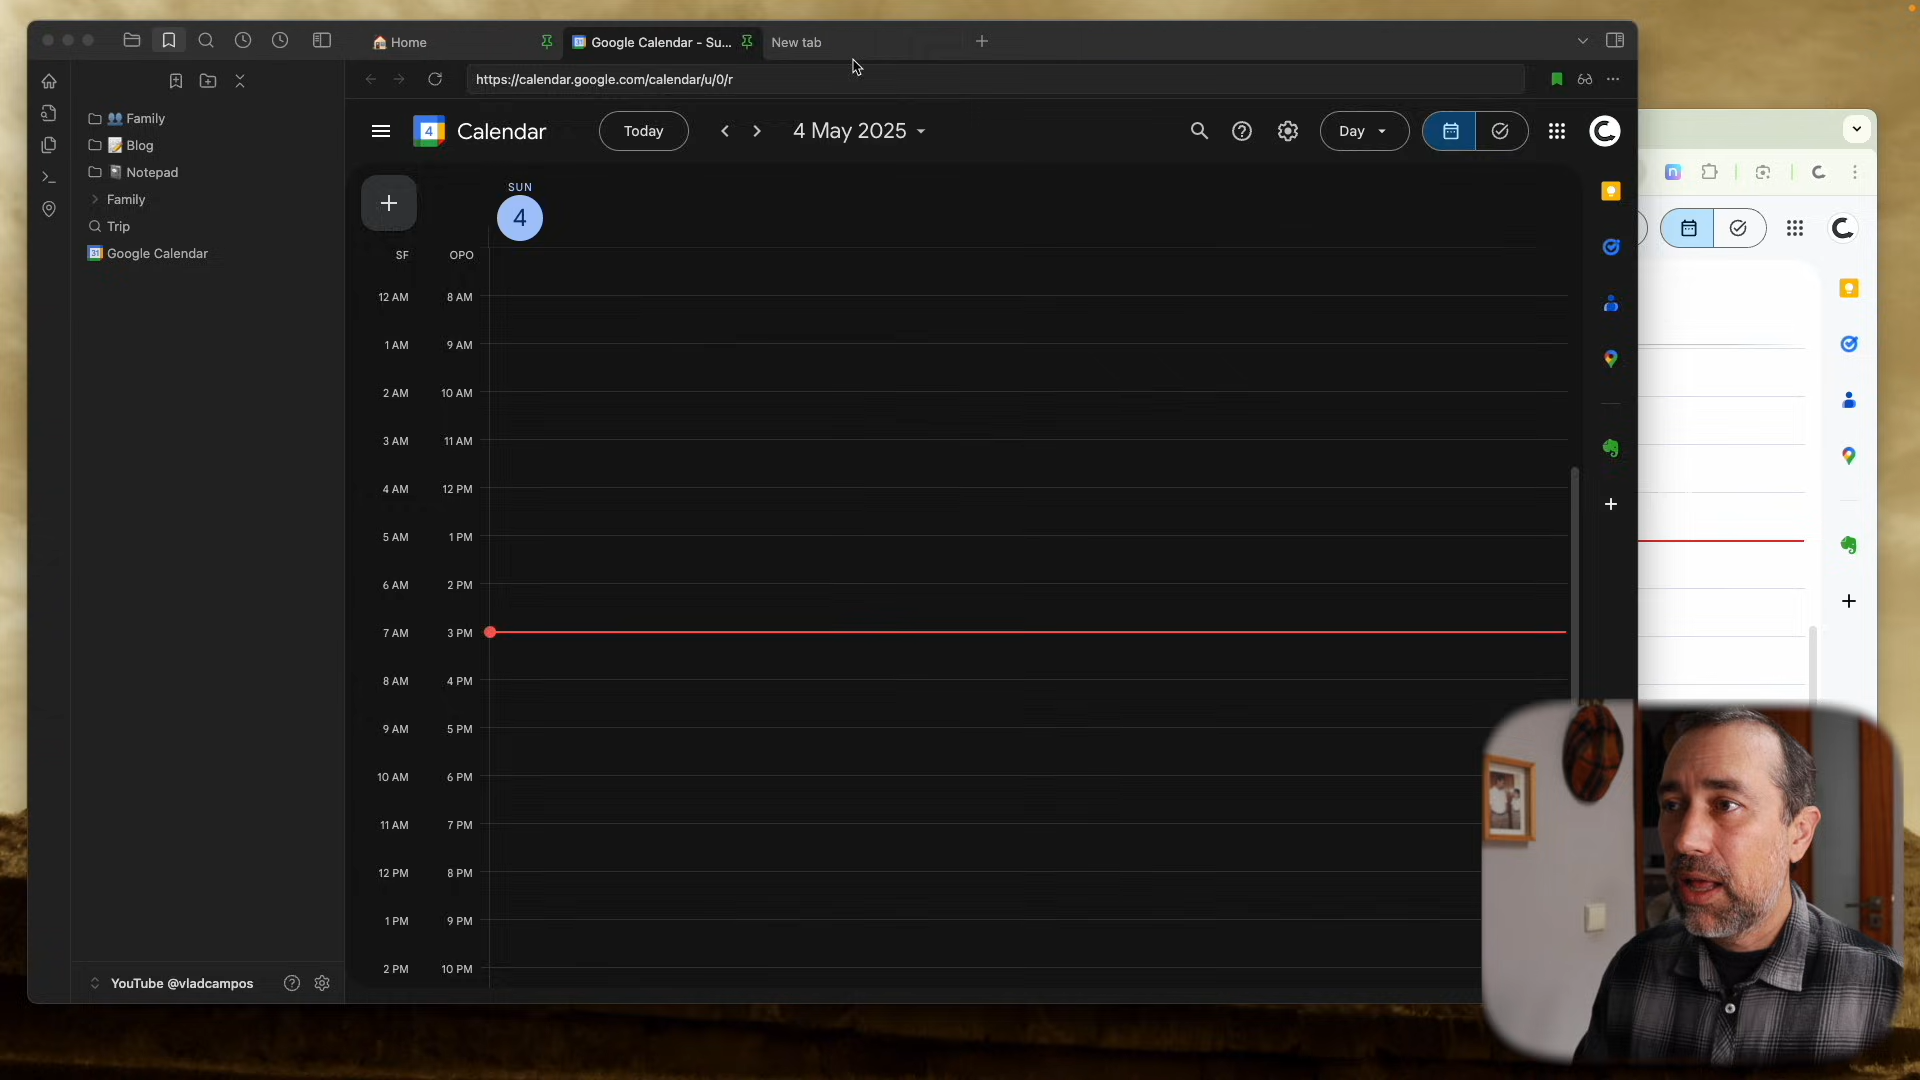 Home
Google Calendar - Su...
New tab
https://calendar.google.com/calendar/u/0/r
Family
Blog
Notepad
Family
Trip
31 Google Calendar
4 Calendar
Today
4 May 2025
Day
SUN
4
SF OPO
12 AM 8 AM
1 AM 9 AM
2 AM 10 AM
3 AM 11 AM
4 AM 12 PM
5 AM 1 PM
6 AM 2 PM
7 AM 3 PM
8 AM 4 PM
9 AM 5 PM
10 AM 6 PM
11 AM 7 PM
12 PM 8 PM
1 PM 9 PM
2 PM 10 PM
YouTube @vladcampos